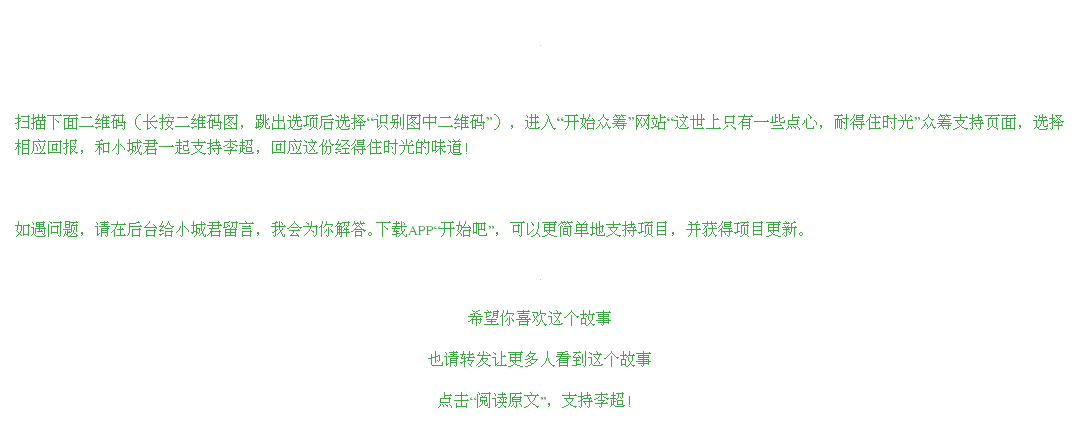 扫描下面二维码（长按二维码图，跳出选项后选择“识别图中二维码”），进入“开始众筹”网站“这世上只有一些点心，耐得住时光”众筹支持页面，选择
相应回报，和小城君一起支持李超，回应这份经得住时光的味道！
如遇问题，请在后台给小城君留言，我会为你解答。下载APP“开始吧”，可以更简单地支持项目，并获得项目更新。
希望你喜欢这个故事
也请转发让更多人看到这个故事
点击“阅读原文”，支持李超！